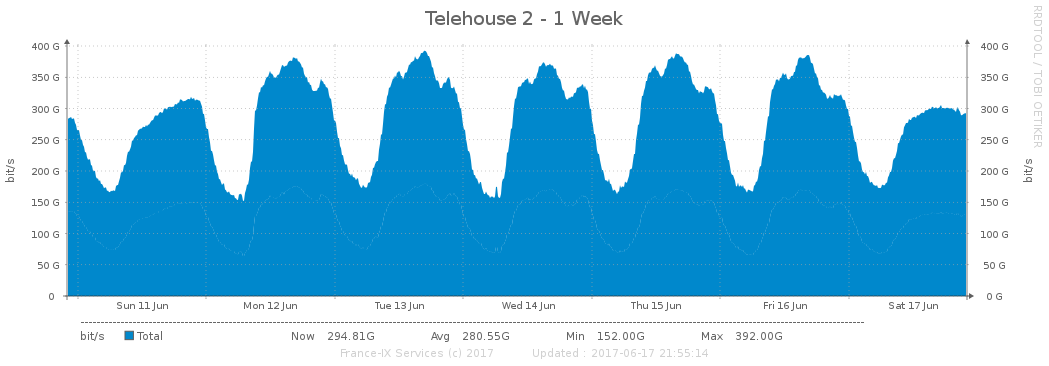 Telehouse 2 - 1 Week
RRDTOOL / TOBI OETIKER
400 G 400 G
350 G 350 G
300 G 300 G
250 G 250 G
200 G 200 G
150 G 150 G
100 G 100 G
50 G 50 G
0 0 G
bit/s bit/s
Sun 11 Jun Mon 12 Jun Tue 13 Jun Wed 14 Jun Thu 15 Jun Fri 16 Jun Sat 17 Jun
bit/s Total Now 294.81G Avg 280.55G Min 152.00G Max 392.00G
France-IX Services (c) 2017 Updated : 2017-06-17 21:55:14